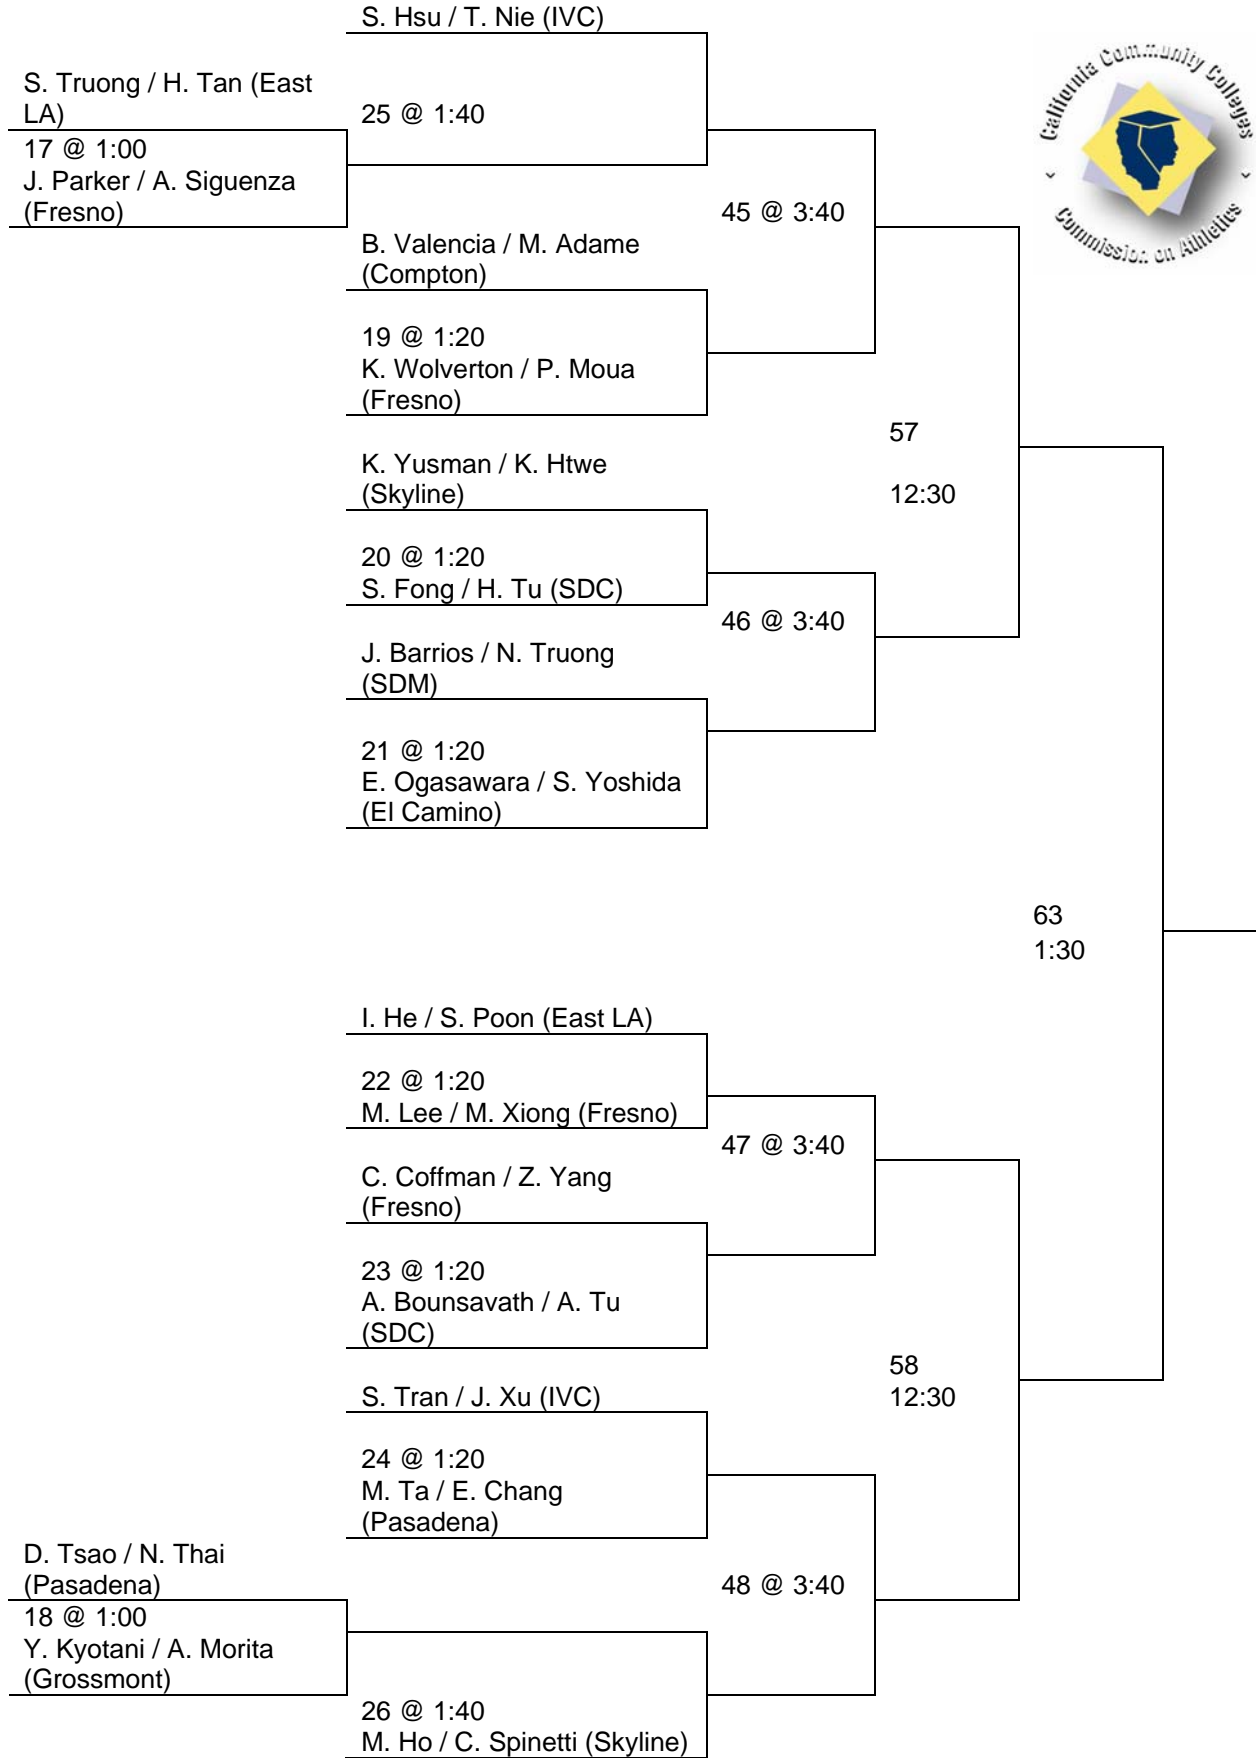 S. Hsu / T. Nie (IVC)
California Community Colleges
Commission on Athletics
S. Truong / H. Tan (East
LA)
25 @ 1:40
17 @ 1:00
J. Parker / A. Siguenza
(Fresno)
45 @ 3:40
B. Valencia / M. Adame
(Compton)
19 @ 1:20
K. Wolverton / P. Moua
(Fresno)
57
K. Yusman / K. Htwe
(Skyline)
12:30
20 @ 1:20
S. Fong / H. Tu (SDC)
46 @ 3:40
J. Barrios / N. Truong
(SDM)
21 @ 1:20
E. Ogasawara / S. Yoshida
(El Camino)
63
1:30
I. He / S. Poon (East LA)
22 @ 1:20
M. Lee / M. Xiong (Fresno)
47 @ 3:40
C. Coffman / Z. Yang
(Fresno)
23 @ 1:20
A. Bounsavath / A. Tu
(SDC)
58
12:30
S. Tran / J. Xu (IVC)
24 @ 1:20
M. Ta / E. Chang
(Pasadena)
D. Tsao / N. Thai
(Pasadena)
48 @ 3:40
18 @ 1:00
Y. Kyotani / A. Morita
(Grossmont)
26 @ 1:40
M. Ho / C. Spinetti (Skyline)